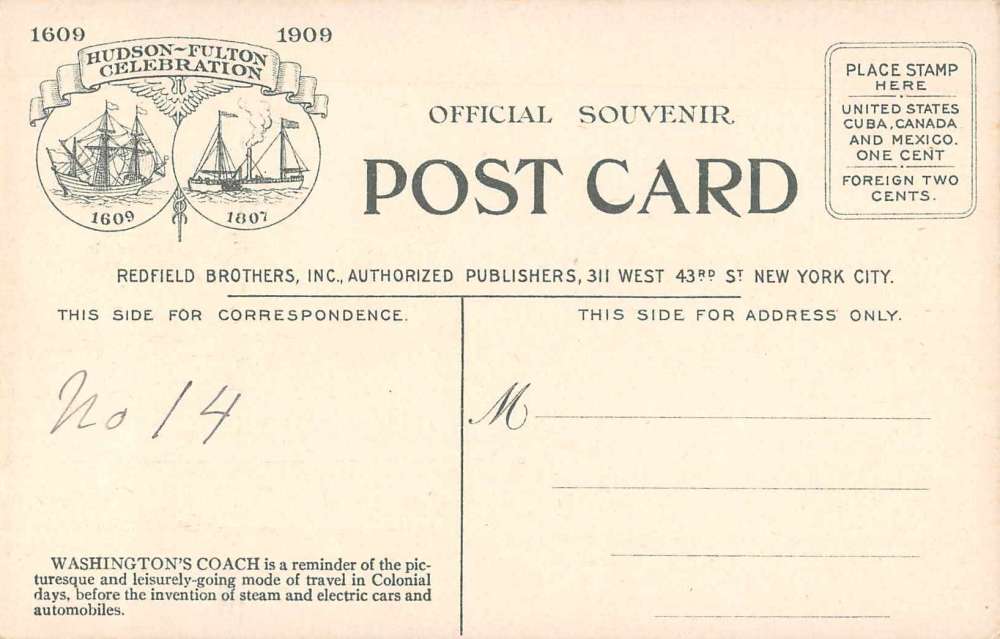 1609 1909
HUDSON-FULTON
CELEBRATION
1609 1807
OFFICIAL SOUVENIR
POST CARD
PLACE STAMP
HERE
UNITED STATES
CUBA, CANADA
AND MEXICO.
ONE CENT
FOREIGN TWO
CENTS.
REDFIELD BROTHERS, INC., AUTHORIZED PUBLISHERS, 311 WEST 43RD ST NEW YORK CITY.
THIS SIDE FOR CORRESPONDENCE.
THIS SIDE FOR ADDRESS ONLY.
No 14
M
WASHINGTON'S COACH is a reminder of the pic-
turesque and leisurely-going mode of travel in Colonial
days, before the invention of steam and electric cars and
automobiles.